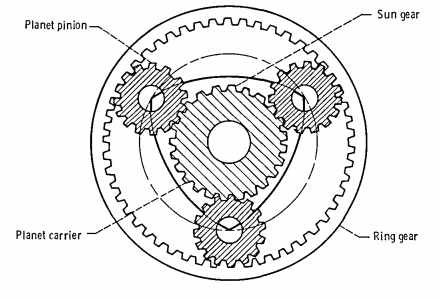 Planet pinion
Sun gear
Planet carrier
Ring gear